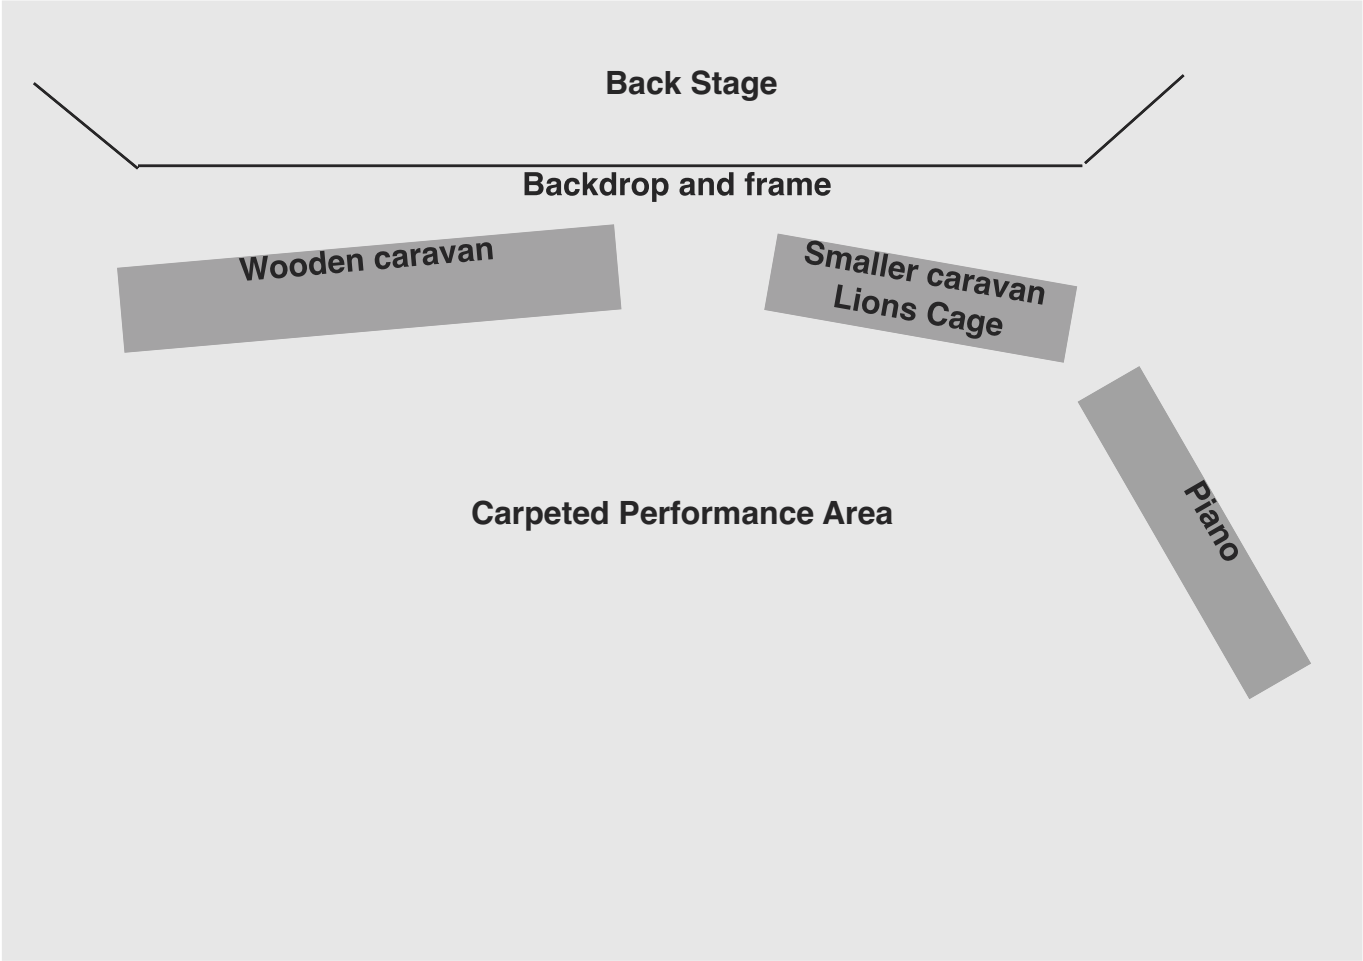 Back Stage
Backdrop and frame
Wooden caravan
Smaller caravan
Lions Cage
Piano
Carpeted Performance Area